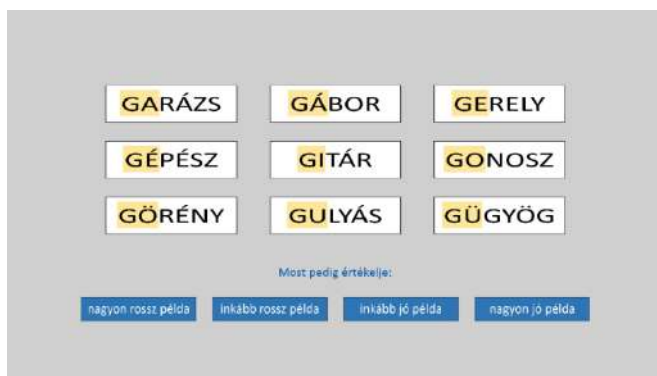 GARÁZS GÁBOR GERELY
GÉPÉSZ GITÁR GONOSZ
GÖRÉNY GULYÁS GÜGYÖG
Most pedig értékelje:
nagyon rossz példa inkább rossz példa inkább jó példa nagyon jó példa